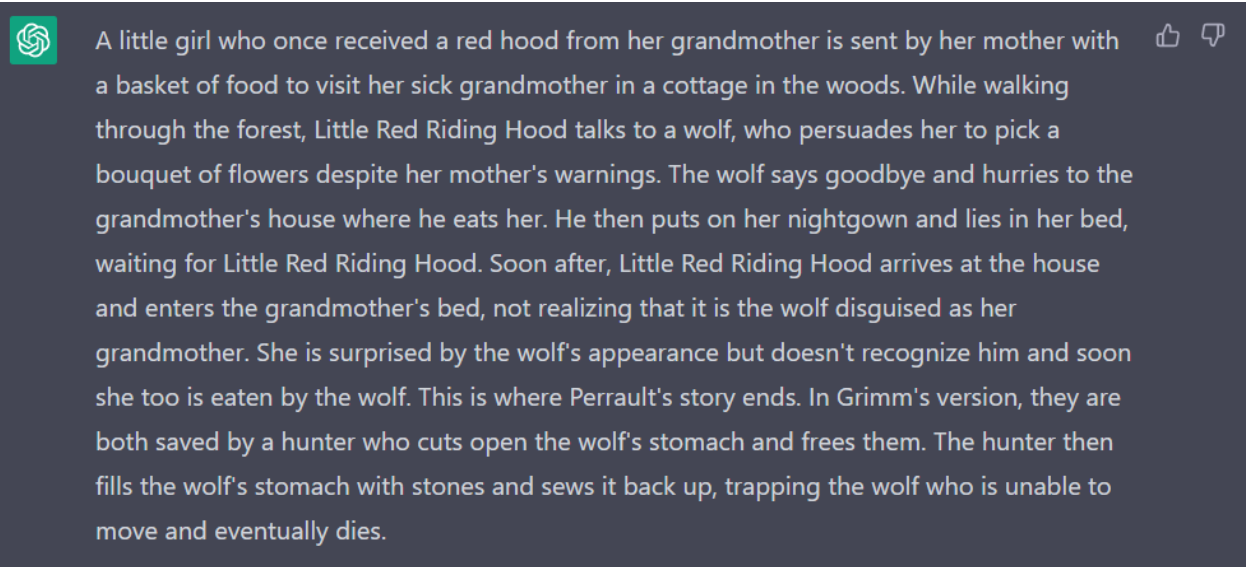 A little girl who once received a red hood from her grandmother is sent by her mother with
a basket of food to visit her sick grandmother in a cottage in the woods. While walking
through the forest, Little Red Riding Hood talks to a wolf, who persuades her to pick a
bouquet of flowers despite her mother's warnings. The wolf says goodbye and hurries to the
grandmother's house where he eats her. He then puts on her nightgown and lies in her bed,
waiting for Little Red Riding Hood. Soon after, Little Red Riding Hood arrives at the house
and enters the grandmother's bed, not realizing that it is the wolf disguised as her
grandmother. She is surprised by the wolf's appearance but doesn't recognize him and soon
she too is eaten by the wolf. This is where Perrault's story ends. In Grimm's version, they are
both saved by a hunter who cuts open the wolf's stomach and frees them. The hunter then
fills the wolf's stomach with stones and sews it back up, trapping the wolf who is unable to
move and eventually dies.